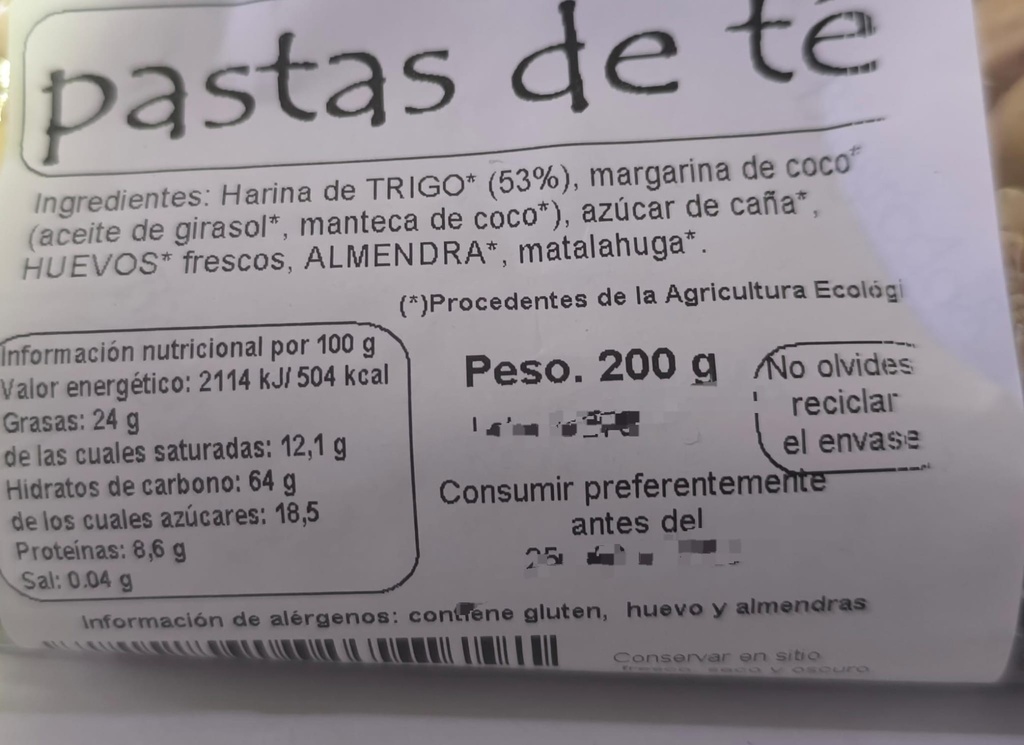 pastas de té
Ingredientes: Harina de TRIGO* (53%), margarina de coco*
(aceite de girasol*, manteca de coco*), azúcar de caña*,
HUEVOS* frescos, ALMENDRA*, matalahuga*.
(*)Procedentes de la Agricultura Ecológi
Información nutricional por 100 g
Valor energético: 2114 kJ/ 504 kcal
Grasas: 24 g
de las cuales saturadas: 12,1 g
Hidratos de carbono: 64 g
de los cuales azúcares: 18,5
Proteínas: 8,6 g
Sal: 0.04 g
Peso. 200 g
No olvides
reciclar
el envase
Consumir preferentemente
antes del
25
Información de alérgenos: contiene gluten, huevo y almendras
Conservar en sitio
fresco, seco y oscuro